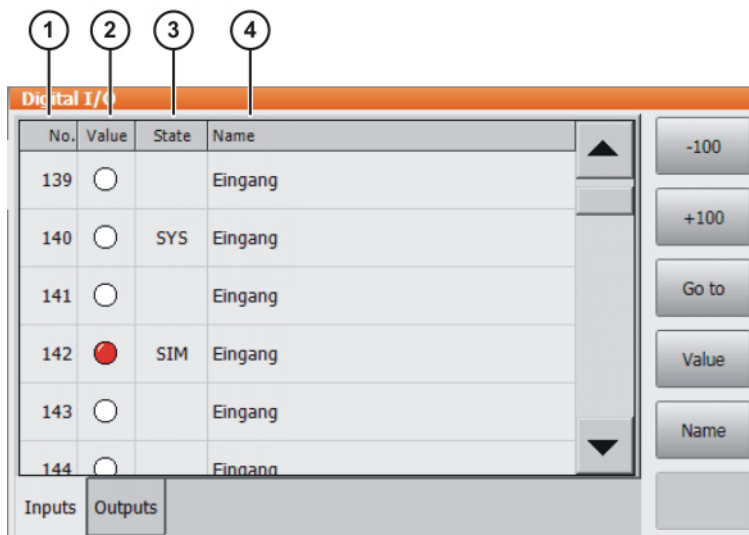 1 2 3 4
Digital I/O
No. Value State Name
139 Eingang
140 SYS Eingang
141 Eingang
142 SIM Eingang
143 Eingang
144 Eingang
Inputs Outputs
-100
+100
Go to
Value
Name